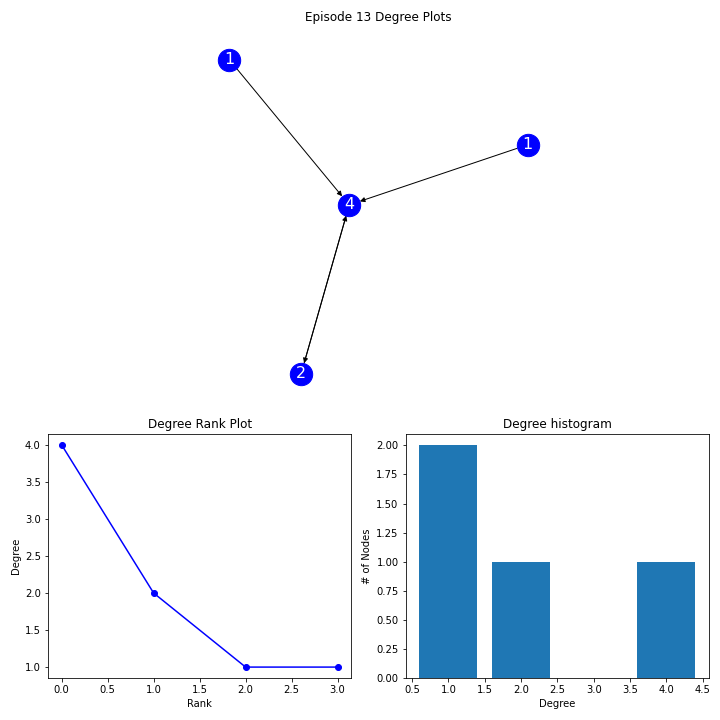 Episode 13 Degree Plots
1
1
4
2
Degree Rank Plot
4.0
3.5
3.0
2.5
2.0
1.5
1.0
Degree
0.0 0.5 1.0 1.5 2.0 2.5 3.0
Rank
Degree histogram
2.00
1.75
1.50
1.25
1.00
0.75
0.50
0.25
0.00
# of Nodes
0.5 1.0 1.5 2.0 2.5 3.0 3.5 4.0 4.5
Degree